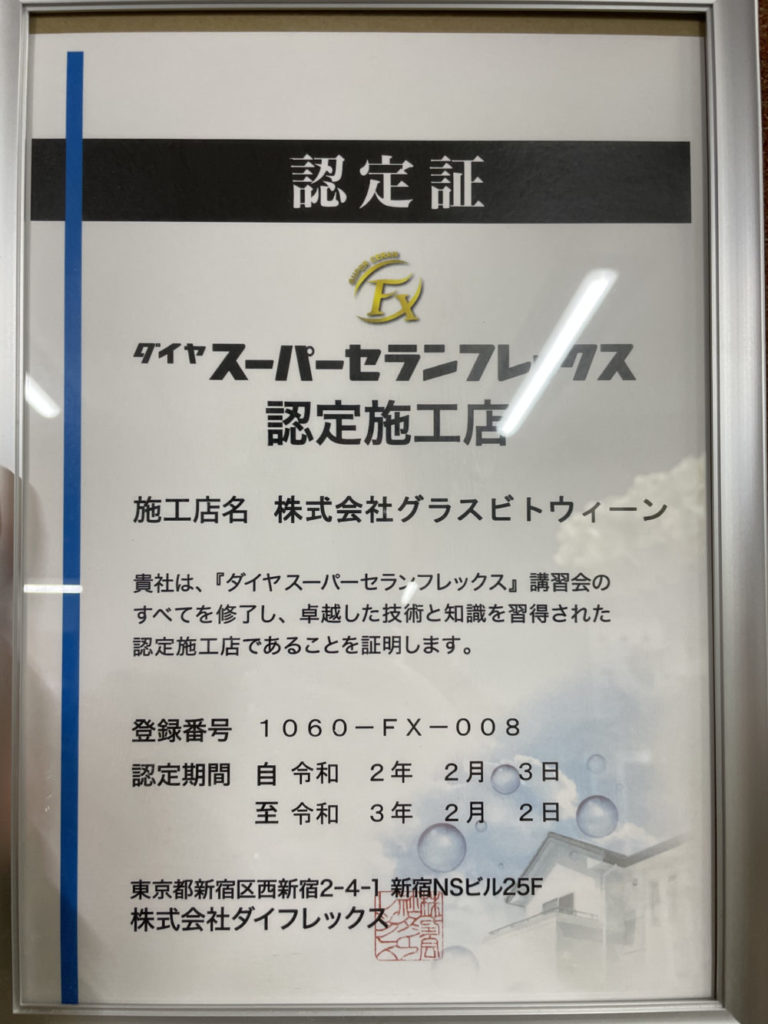 認定証
SUPER SERAN
FX
ダイヤスーパーセランフレックス
認定施工店
施工店名 株式会社グラスビトウィーン
貴社は、『ダイヤスーパーセランフレックス』講習会の
すべてを修了し、卓越した技術と知識を習得された
認定施工店であることを証明します。
登録番号 1060-FX-008
認定期間 自 令和 2年 2月 3日
至 令和 3年 2月 2日
東京都新宿区西新宿2-4-1 新宿NSビル25F
株式会社ダイフレックス